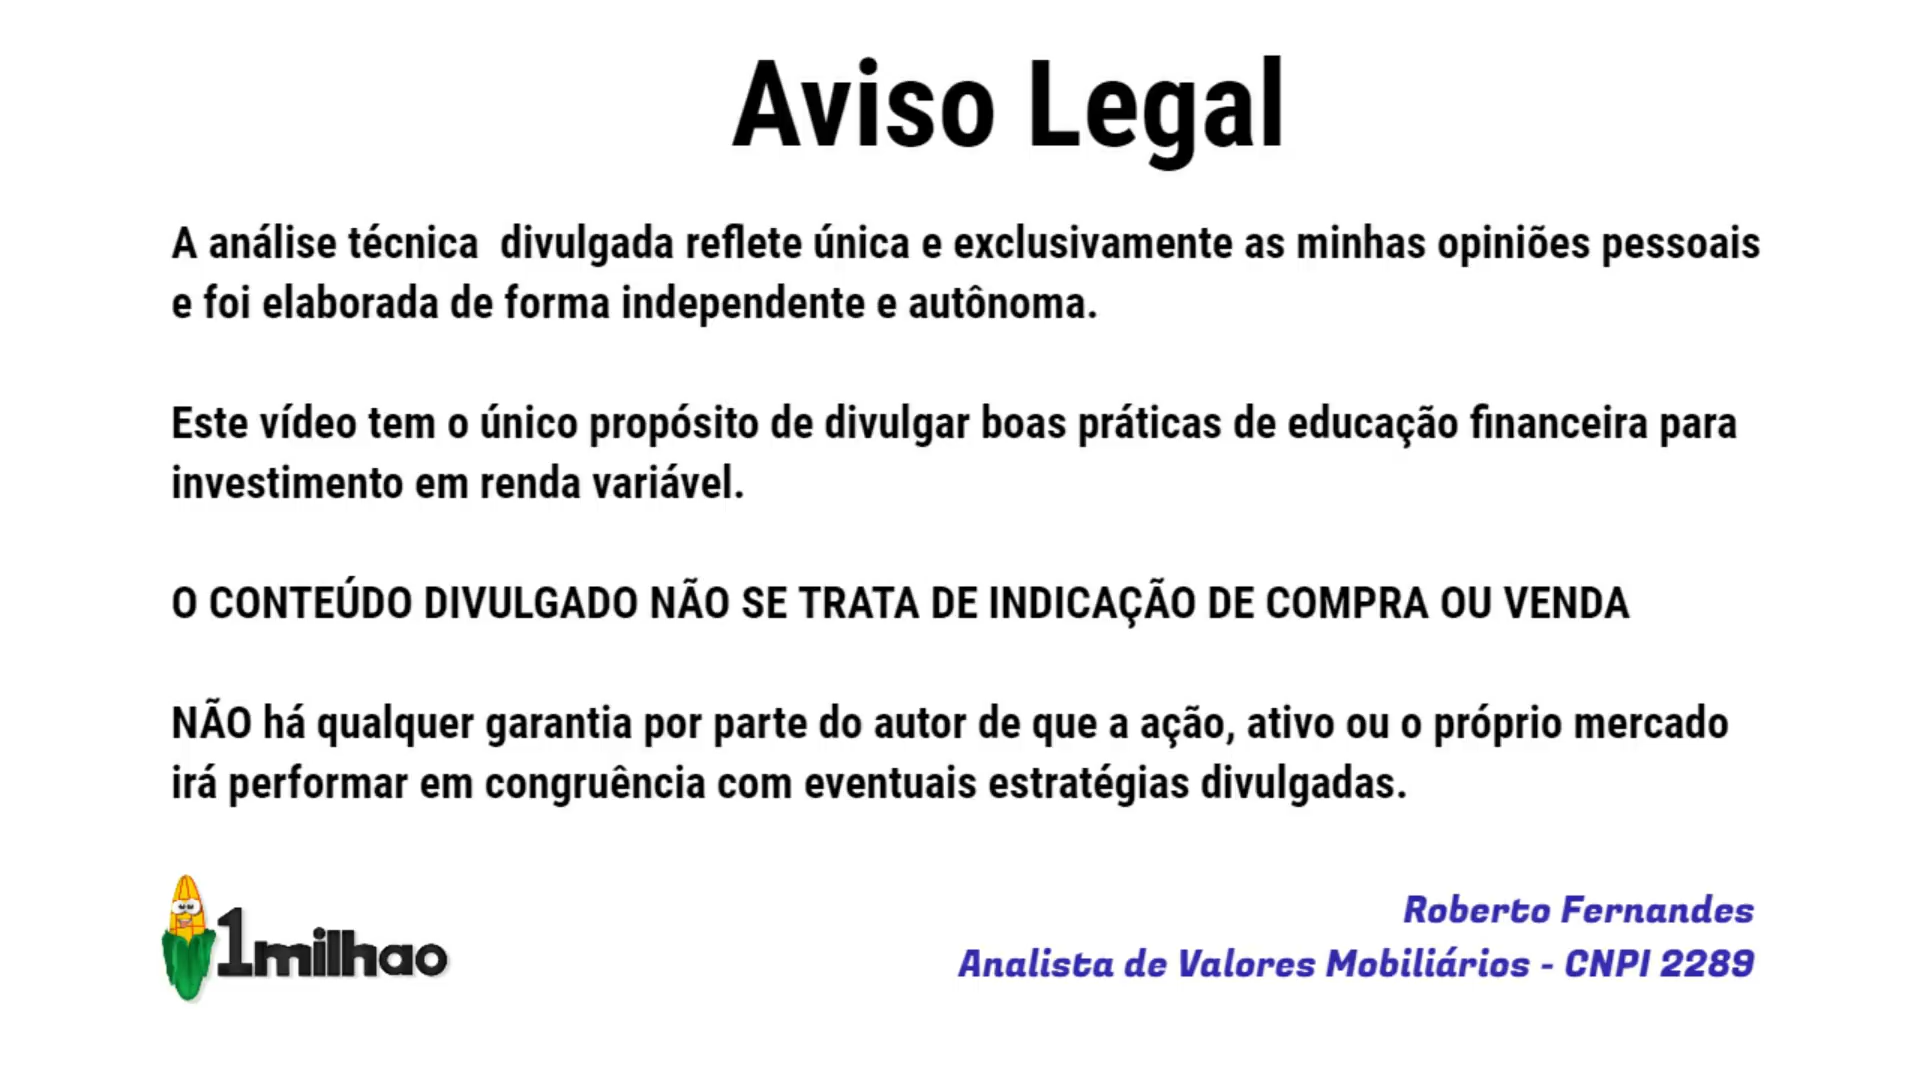 Aviso Legal
A análise técnica  divulgada reflete única e exclusivamente as minhas opiniões pessoais
e foi elaborada de forma independente e autônoma.
Este vídeo tem o único propósito de divulgar boas práticas de educação financeira para
investimento em renda variável.
O CONTEÚDO DIVULGADO NÃO SE TRATA DE INDICAÇÃO DE COMPRA OU VENDA
NÃO há qualquer garantia por parte do autor de que a ação, ativo ou o próprio mercado
irá performar em congruência com eventuais estratégias divulgadas.
1milhao
Roberto Fernandes
Analista de Valores Mobiliários - CNPI 2289